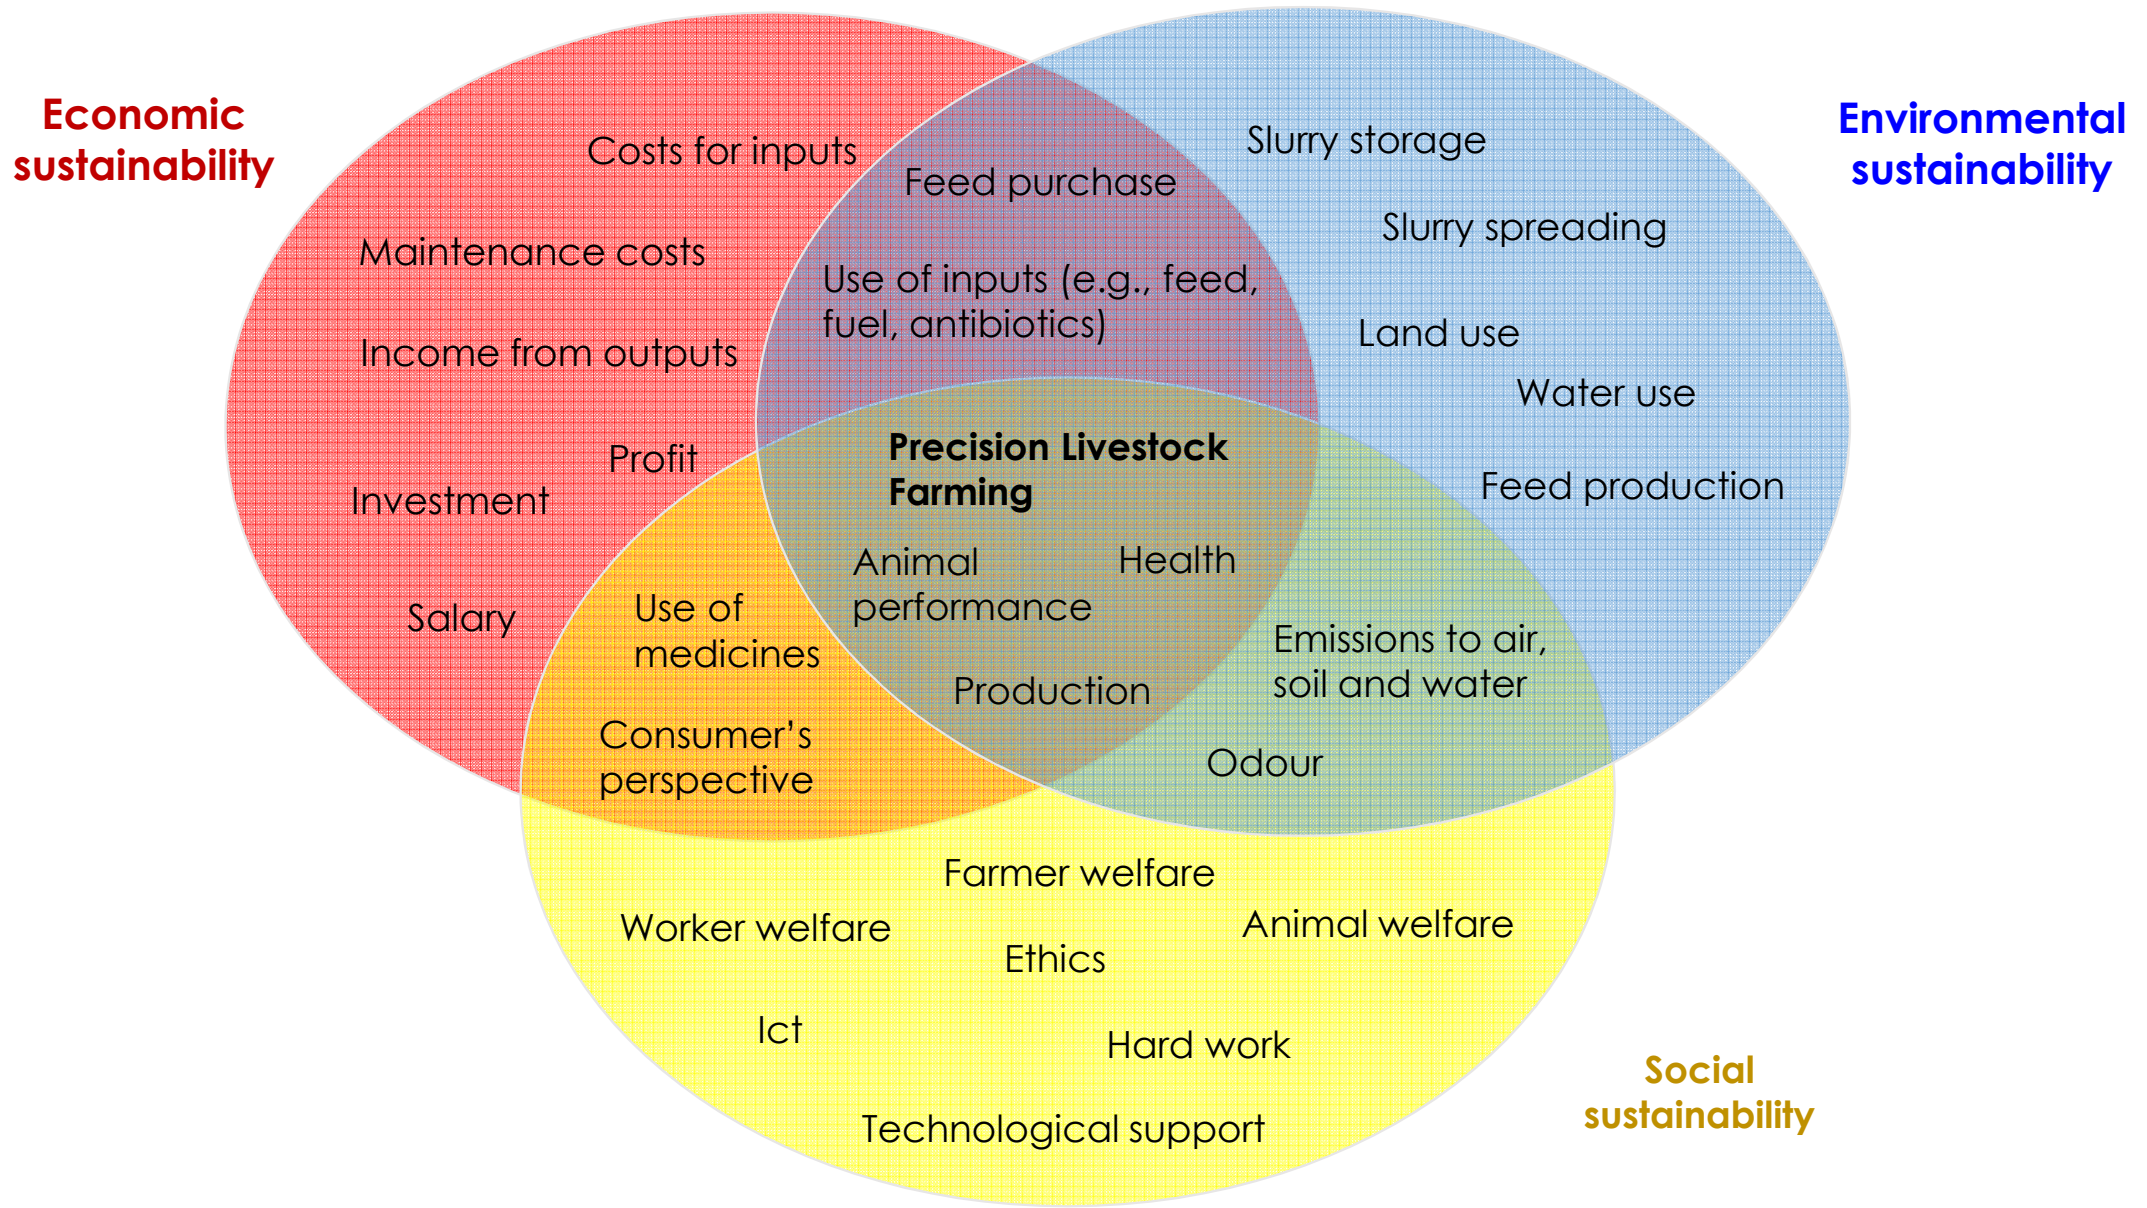 Economic
sustainability
Environmental
sustainability
Costs for inputs
Maintenance costs
Income from outputs
Profit
Investment
Salary
Feed purchase
Use of inputs (e.g., feed,
fuel, antibiotics)
Slurry storage
Slurry spreading
Land use
Water use
Feed production
Precision Livestock
Farming
Animal
performance
Health
Production
Use of
medicines
Consumer’s
perspective
Emissions to air,
soil and water
Odour
Farmer welfare
Worker welfare
Animal welfare
Ethics
Ict
Hard work
Technological support
Social
sustainability